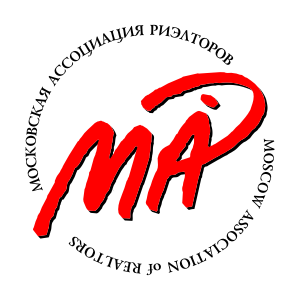 МОСКОВСКАЯ АССОЦИАЦИЯ РИЭЛТОРОВ
МАР
MOSCOW ASSOCIATION of REALTORS